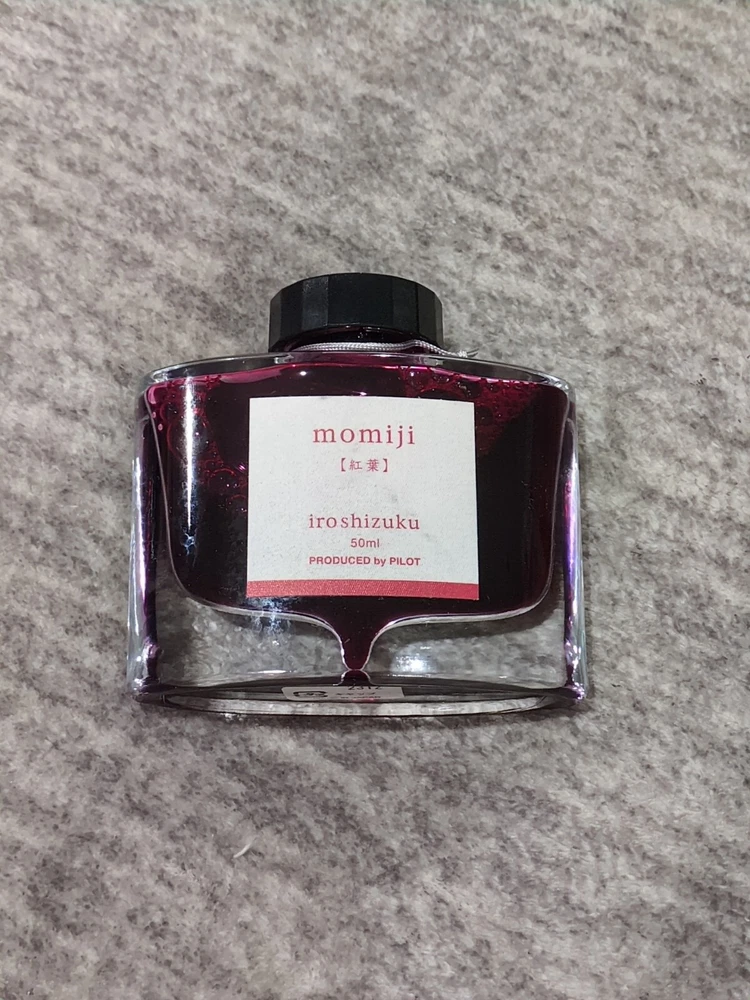 momiji
【紅葉】
iroshizuku
50ml
PRODUCED by PILOT